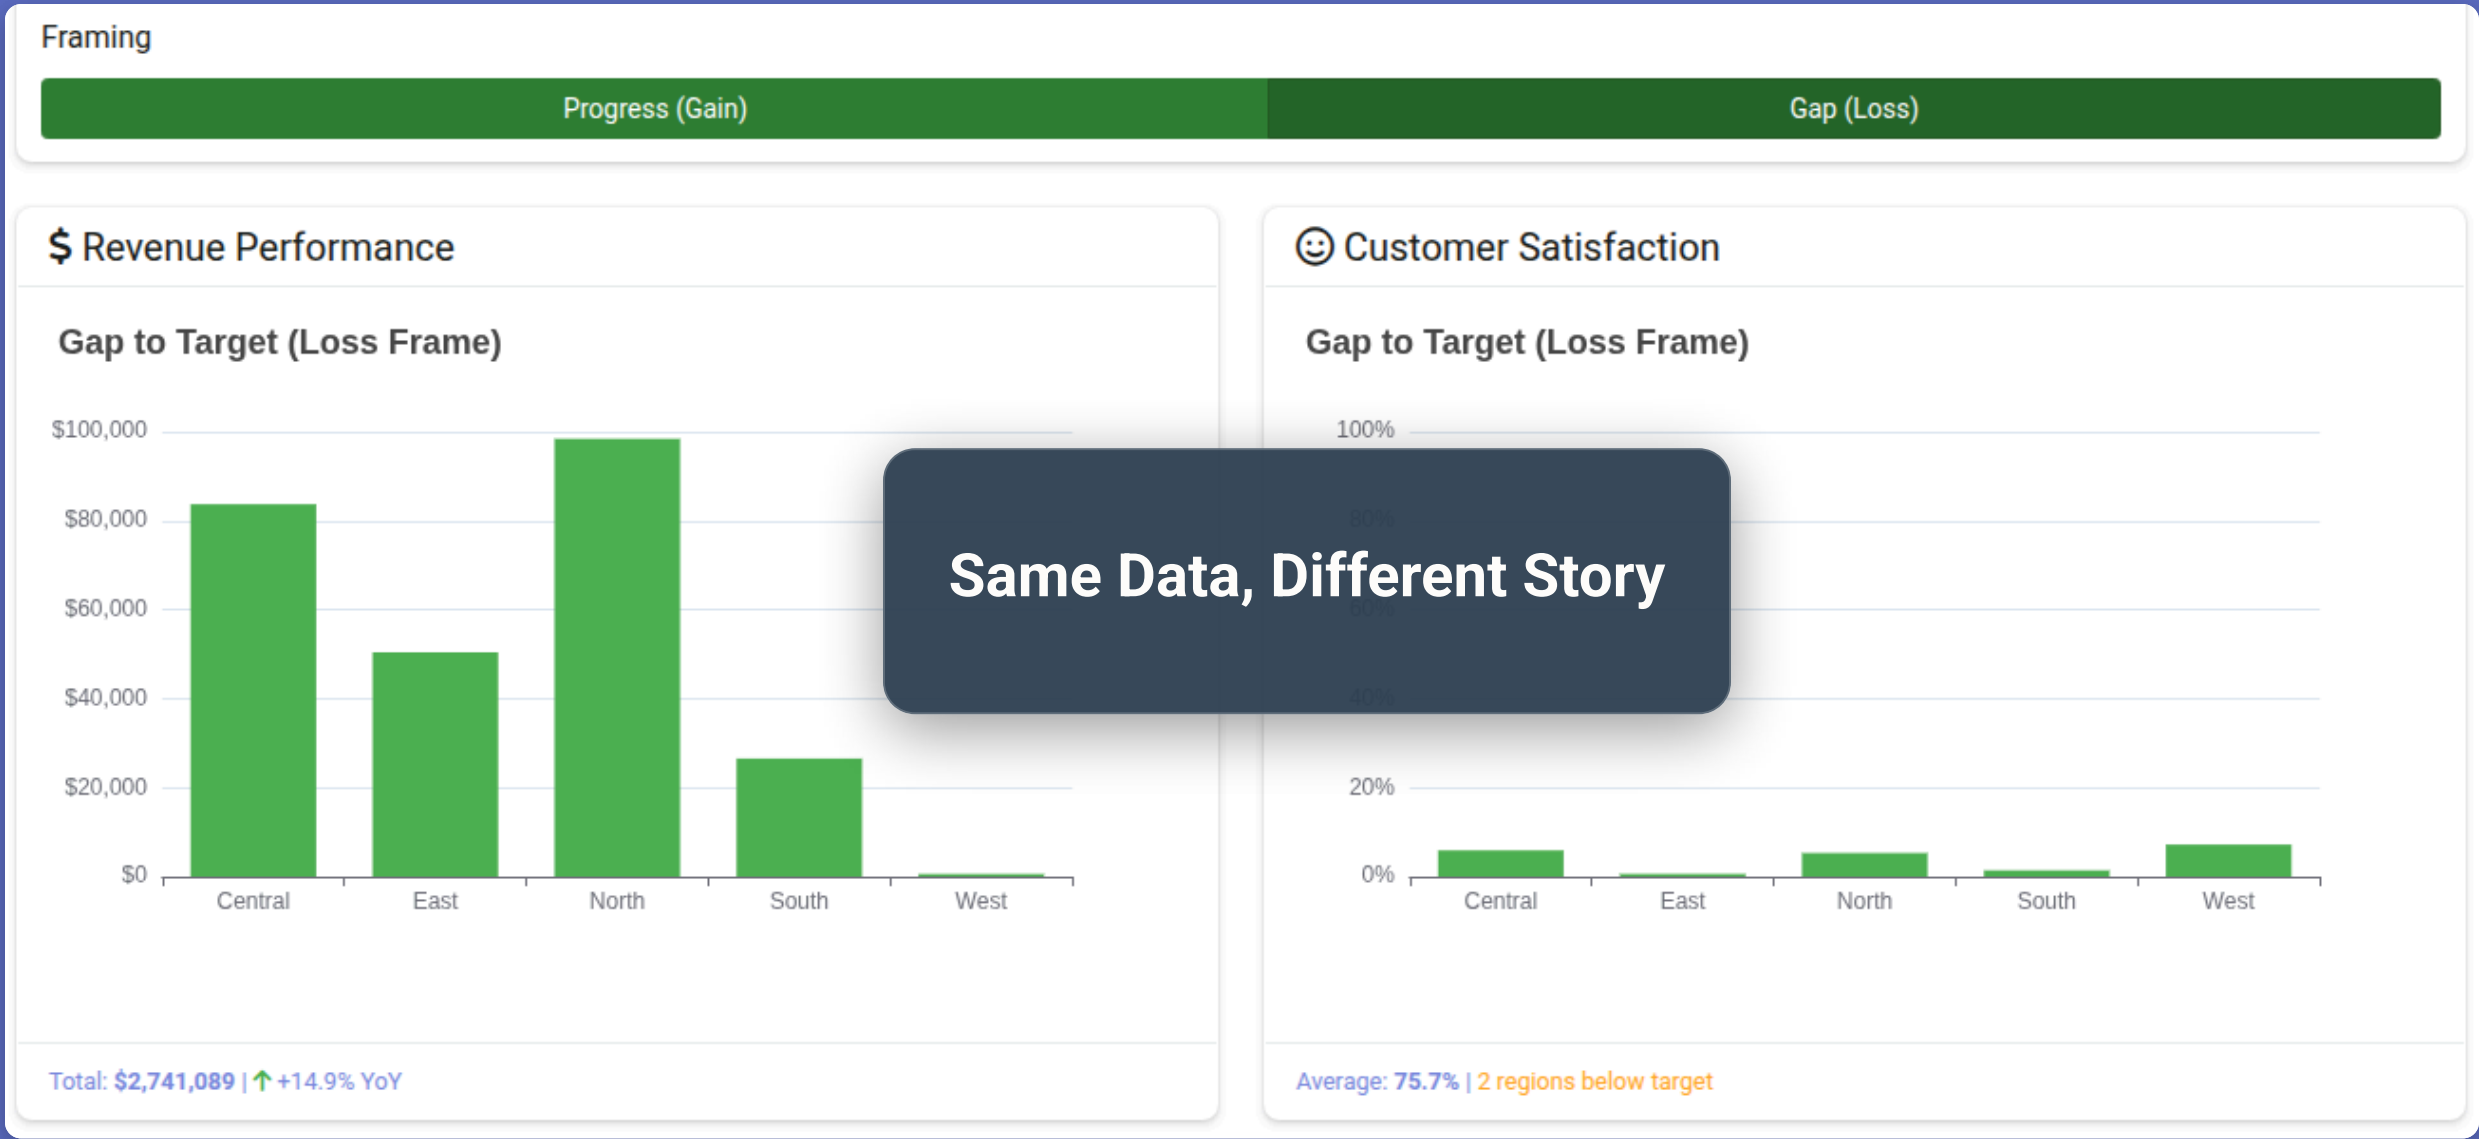 Framing
Progress (Gain)
Gap (Loss)
$ Revenue Performance
Gap to Target (Loss Frame)
$100,000
$80,000
$60,000
$40,000
$20,000
$0
Central East North South West
Total: $2,741,089 | +14.9% YoY
Customer Satisfaction
Gap to Target (Loss Frame)
100%
80%
60%
40%
20%
0%
Central East North South West
Average: 75.7% | 2 regions below target
Same Data, Different Story